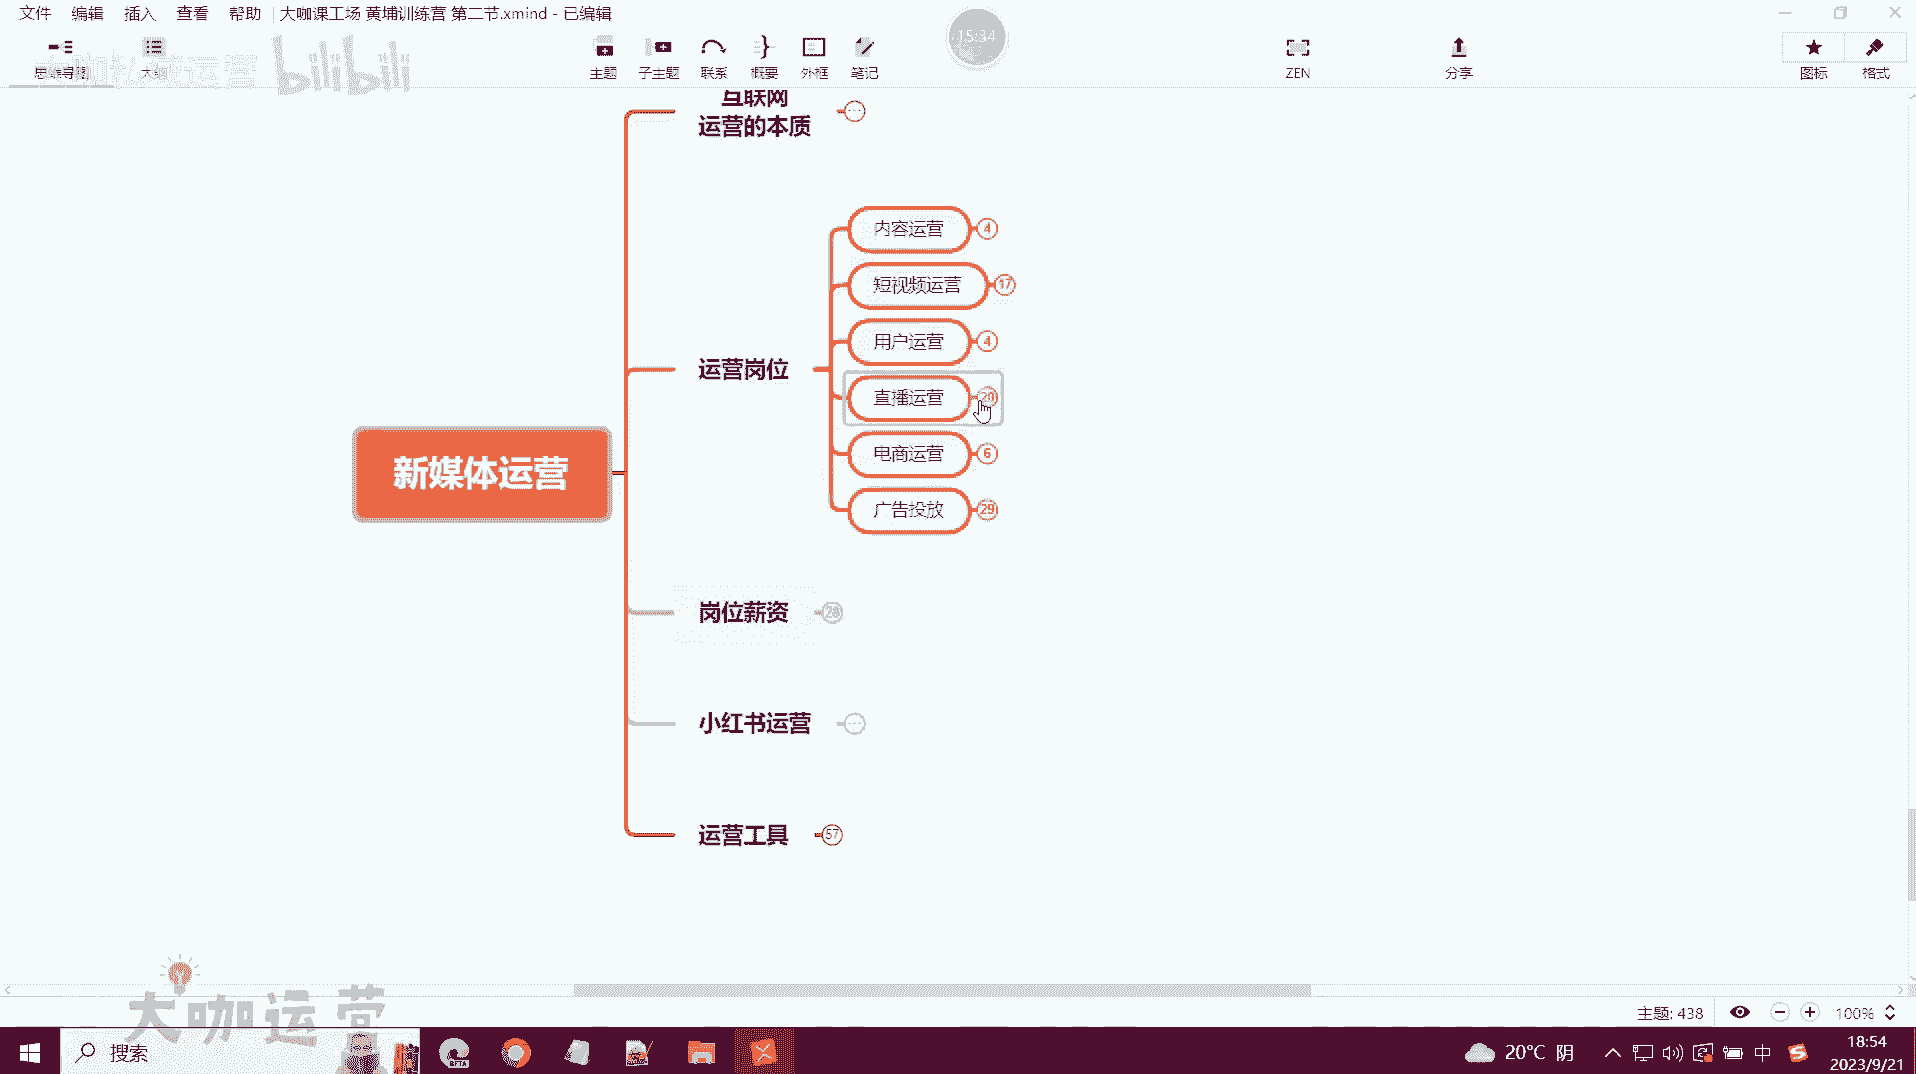 文件 编辑 插入 查看 帮助 大咖课工场 黄埔训练营 第二节.xmind - 已编辑
15:34
思维导图 大纲 主题 子主题 联系 概要 外框 笔记 ZEN 分享 图标 格式
bilibili
互联网
运营的本质
内容运营 4
短视频运营 17
用户运营 4
运营岗位
直播运营 20
电商运营 6
新媒体运营
广告投放 29
岗位薪资 28
小红书运营
运营工具 57
大咖运营
主题: 438 100%
搜索
BETA
20°C 阴
中
18:54
2023/9/21